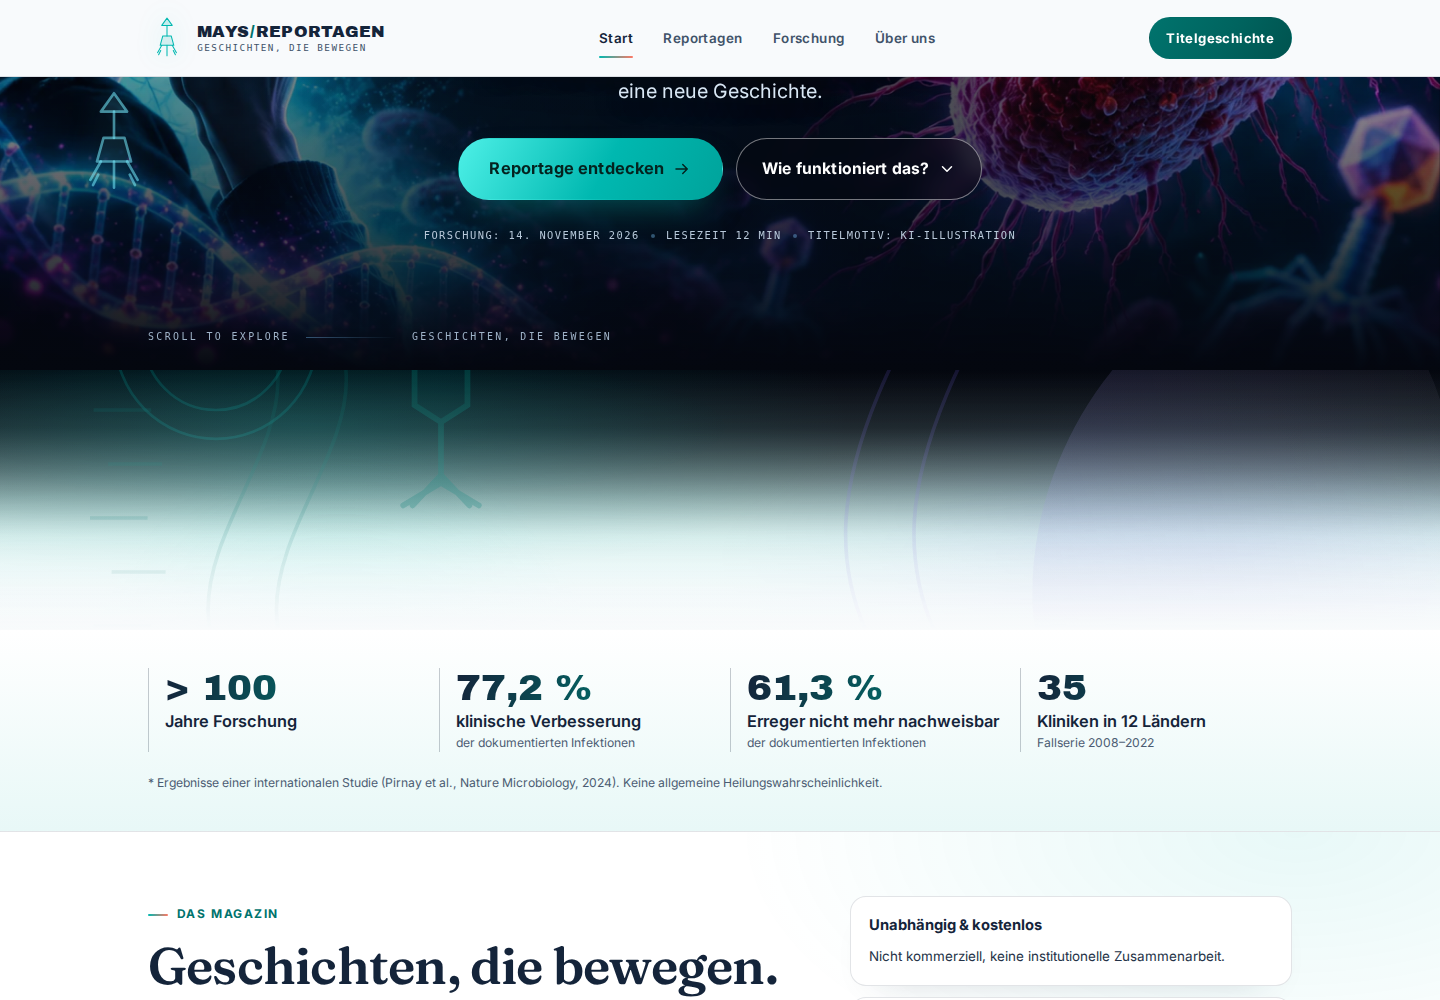 MAYS/REPORTAGEN
GESCHICHTEN, DIE BEWEGEN
Start
Reportagen
Forschung
Über uns
Titelgeschichte
eine neue Geschichte.
Reportage entdecken →
Wie funktioniert das?
FORSCHUNG: 14. NOVEMBER 2026 • LESEZEIT 12 MIN • TITELMOTIV: KI-ILLUSTRATION
SCROLL TO EXPLORE
GESCHICHTEN, DIE BEWEGEN
> 100
Jahre Forschung
77,2 %
klinische Verbesserung
der dokumentierten Infektionen
61,3 %
Erreger nicht mehr nachweisbar
der dokumentierten Infektionen
35
Kliniken in 12 Ländern
Fallserie 2008–2022
* Ergebnisse einer internationalen Studie (Pirnay et al., Nature Microbiology, 2024). Keine allgemeine Heilungswahrscheinlichkeit.
DAS MAGAZIN
Geschichten, die bewegen.
Unabhängig & kostenlos
Nicht kommerziell, keine institutionelle Zusammenarbeit.